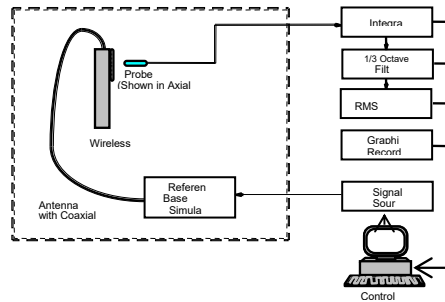 Integra
Probe
(Shown in Axial
1/3 Octave
Filt
RMS
Wireless
Graphi
Record
Referen
Base
Simula
Signal
Sour
Antenna
with Coaxial
Control